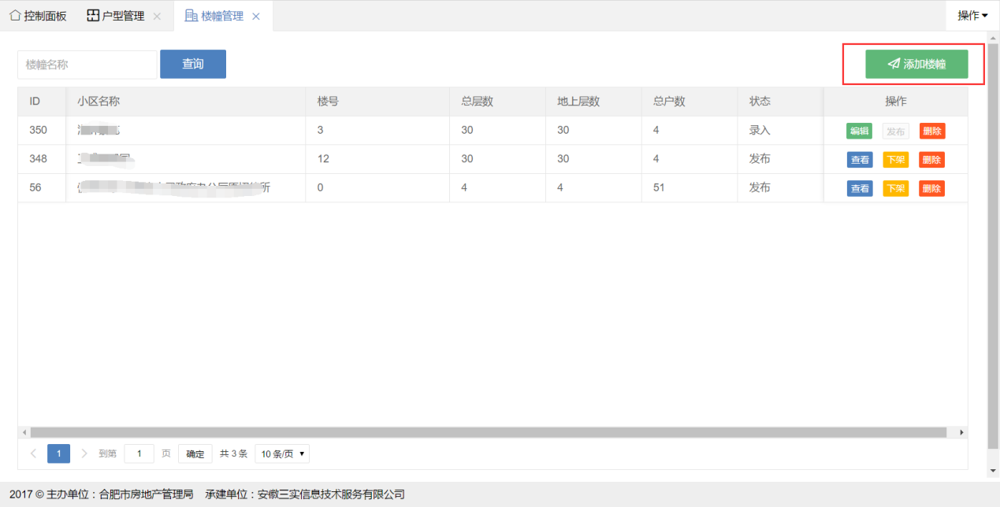 控制面板 户型管理 楼幢管理 操作
楼幢名称 查询 添加楼幢
ID 小区名称 楼号 总层数 地上层数 总户数 状态 操作
350 3 30 30 4 录入 编辑 发布 删除
348 12 30 30 4 发布 查看 下架 删除
56 所 0 4 4 51 发布 查看 下架 删除
1 到第 1 页 确定 共 3 条 10 条/页
2017 © 主办单位：合肥市房地产管理局 承建单位：安徽三实信息技术服务有限公司